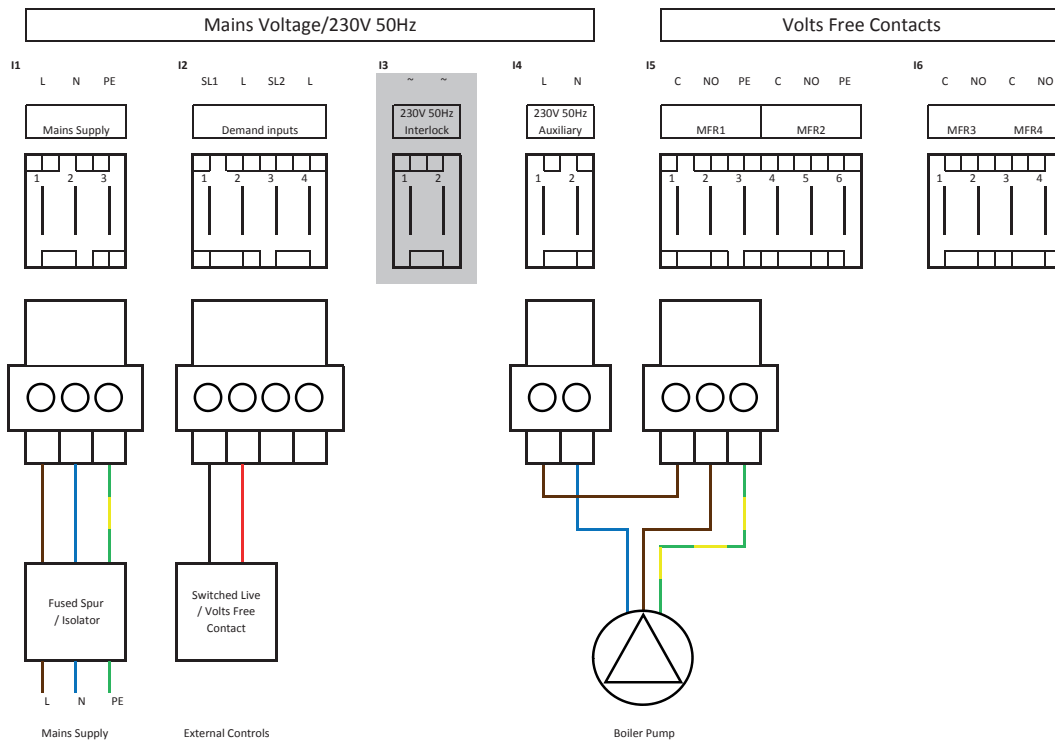 Mains Voltage/230V 50Hz
Volts Free Contacts
I1
I2
I3
I4
I5
I6
L N PE
SL1 L SL2 L
~ ~
L N
C NO PE C NO PE
C NO C NO
Mains Supply
Demand inputs
230V 50Hz
Interlock
230V 50Hz
Auxiliary
MFR1
MFR2
MFR3
MFR4
1 2 3
1 2 3 4
1 2
1 2
1 2 3 4 5 6
1 2 3 4
Fused Spur
/ Isolator
Switched Live
/ Volts Free
Contact
L N PE
Mains Supply
External Controls
Boiler Pump